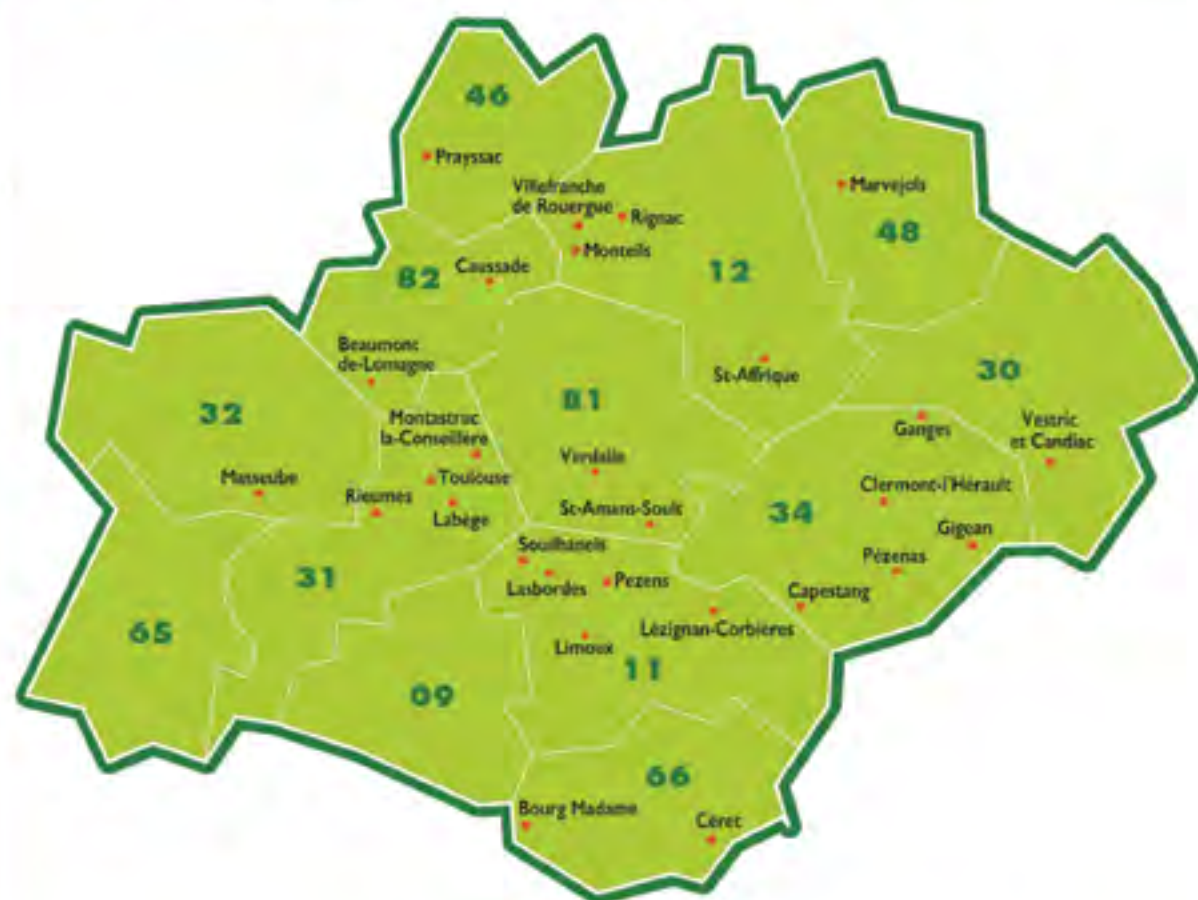 46
Prayssac
Villefranche
de Rouergue
Rignac
Monteils
Marvejols
48
12
82
Caussade
Beaumont
de-Lomagne
St-Affrique
30
32
81
Montastruc
la-Conseillere
Ganges
Vestric
et Candiac
Masseube
Toulouse
Verdalle
Clermont-l'Hérault
Rieumes
Labège
St-Amans-Soult
34
Gigean
Souilhanels
Pézenas
31
Lasbordes
Pezens
Capestang
65
Lézignan-Corbières
Limoux
11
09
66
Bourg Madame
Céret